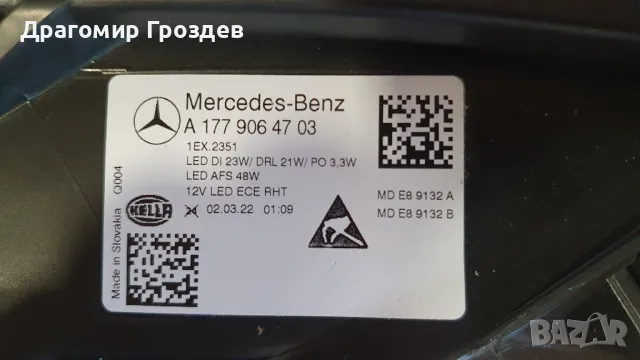 Драгомир Гроздев
Mercedes-Benz
A 177 906 47 03
1EX.2351
LED DI 23W/ DRL 21W/ PO 3,3W
LED AFS 48W
12V LED ECE RHT
HELLA
02.03.22 01:09
MD E8 9132 A
MD E8 9132 B
Made in Slovakia Q004
BAZAR
bg